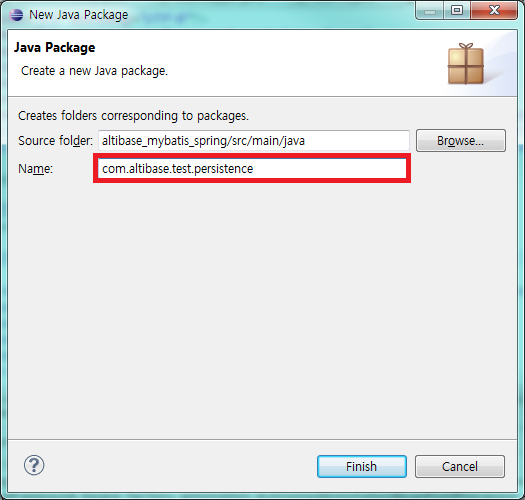 New Java Package
Java Package
Create a new Java package.
Creates folders corresponding to packages.
Source folder: altibase_mybatis_spring/src/main/java Browse...
Name: com.altibase.test.persistence
? Finish Cancel